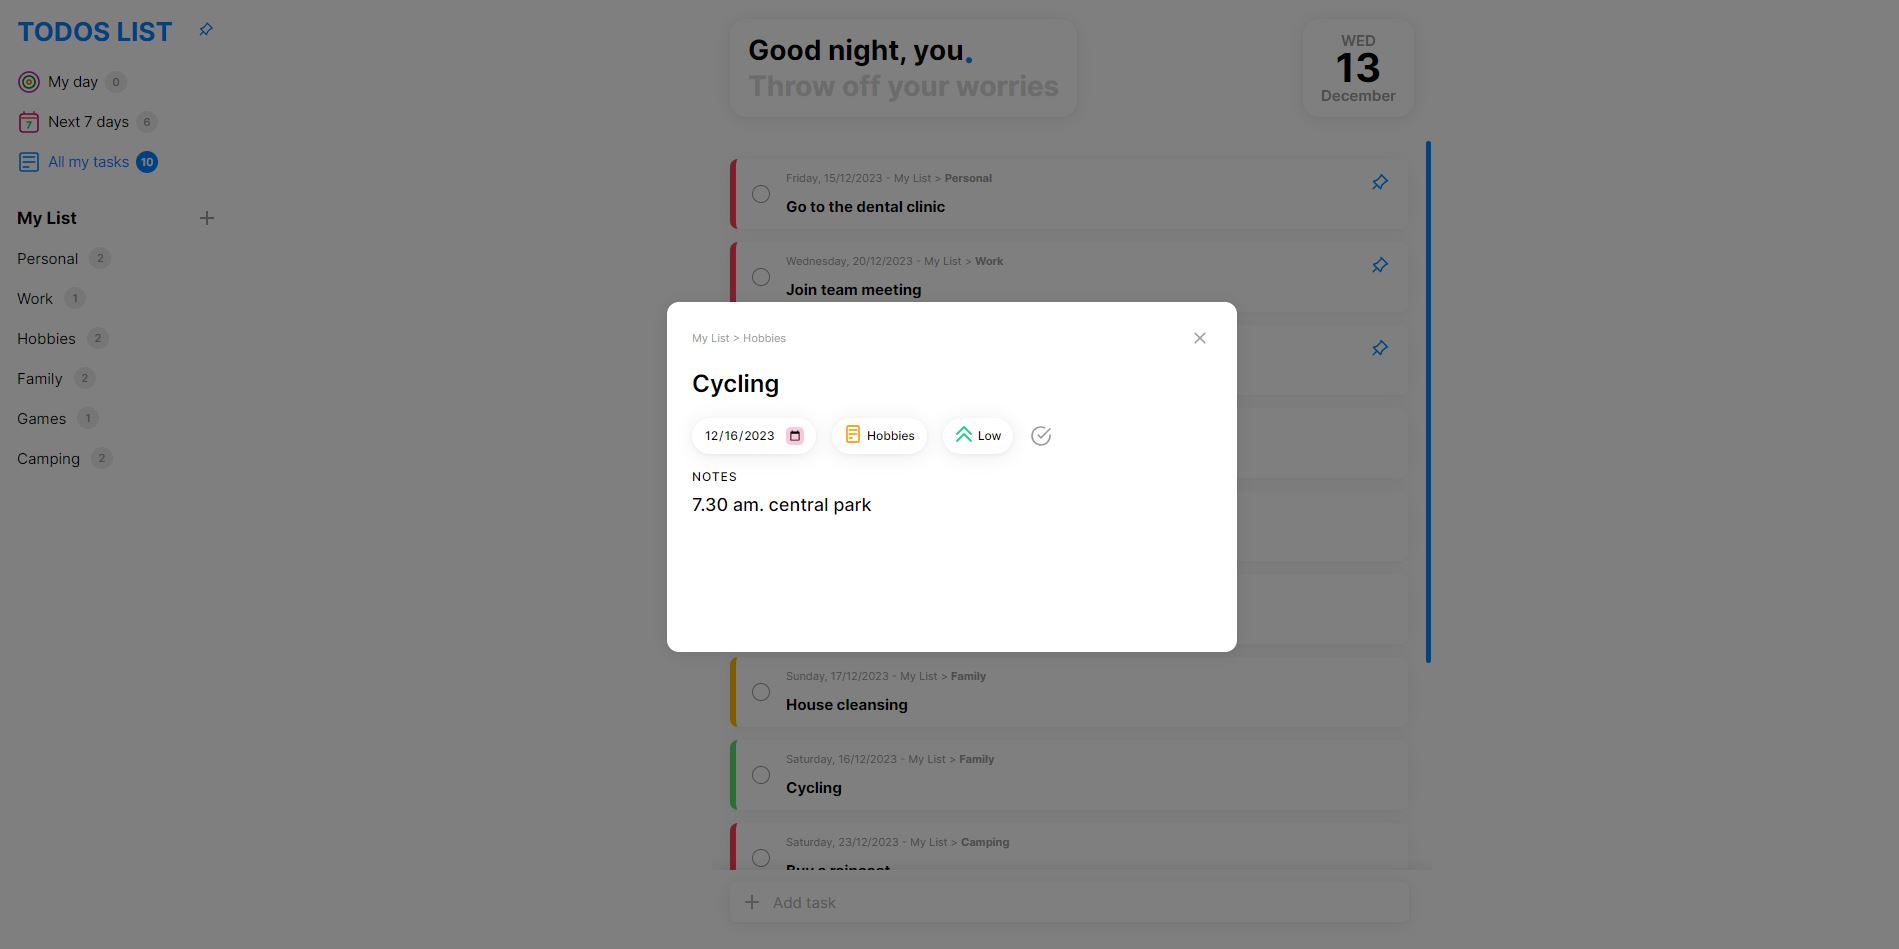 TODOS LIST
My day 0
Next 7 days 6
7
All my tasks 10
My List
Personal 2
Work 1
Hobbies 2
Family 2
Games 1
Camping 2
Good night, you.
Throw off your worries
WED
13
December
Friday, 15/12/2023 - My List > Personal
Go to the dental clinic
Wednesday, 20/12/2023 - My List > Work
Join team meeting
My List > Hobbies
Cycling
12/16/2023 Hobbies Low
NOTES
7.30 am. central park
Sunday, 17/12/2023 - My List > Family
House cleansing
Saturday, 16/12/2023 - My List > Family
Cycling
Saturday, 23/12/2023 - My List > Camping
Buy a raincoat
Add task